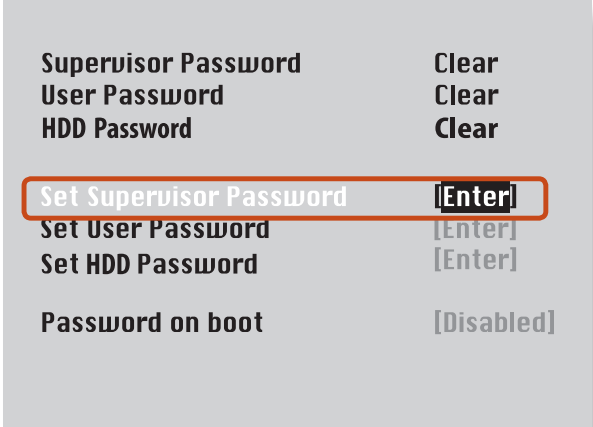 Supervisor Password Clear
User Password Clear
HDD Password Clear
Set Supervisor Password [Enter]
Set User Password [Enter]
Set HDD Password [Enter]
Password on boot [Disabled]